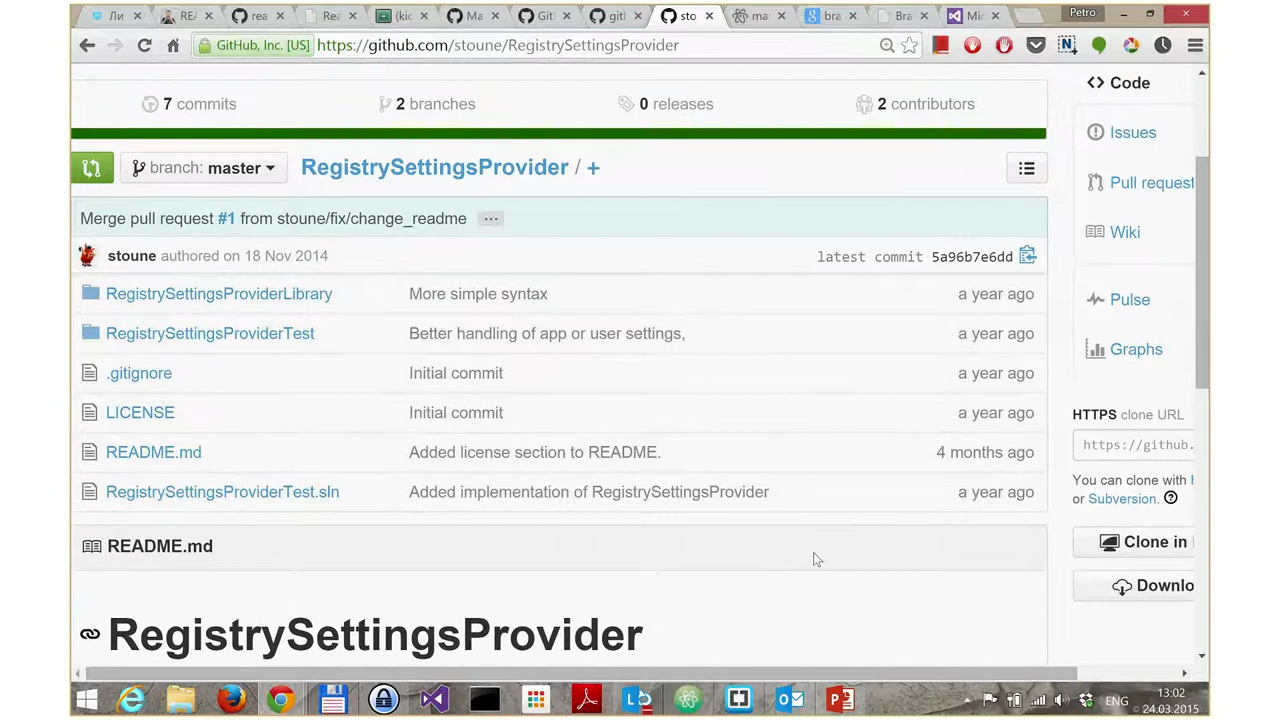 Ли
REA
rea
Rea
(kic
Ma
Git
gitl
sto
ma
bra
Bra
Mic
Petro
GitHub, Inc. [US]
https://github.com/stoune/RegistrySettingsProvider
7 commits
2 branches
0 releases
2 contributors
branch: master
RegistrySettingsProvider / +
Merge pull request #1 from stoune/fix/change_readme ...
stoune authored on 18 Nov 2014
latest commit 5a96b7e6dd
RegistrySettingsProviderLibrary More simple syntax a year ago
RegistrySettingsProviderTest Better handling of app or user settings, a year ago
.gitignore Initial commit a year ago
LICENSE Initial commit a year ago
README.md Added license section to README. 4 months ago
RegistrySettingsProviderTest.sln Added implementation of RegistrySettingsProvider a year ago
README.md
RegistrySettingsProvider
Code
Issues
Pull request
Wiki
Pulse
Graphs
HTTPS clone URL
https://github.
You can clone with
or Subversion.
Clone in
Downlo
ENG
13:02
24.03.2015